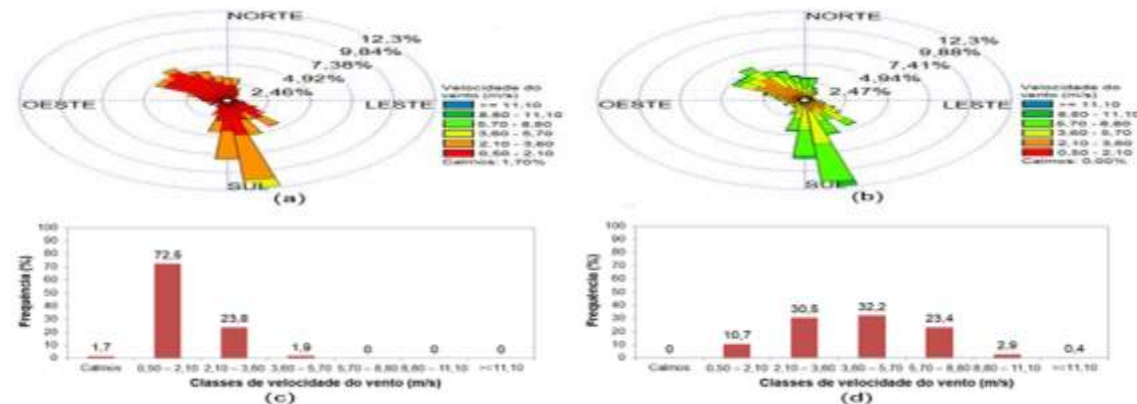 NORTE
12,3%
9,84%
7,38%
4,92%
2,46%
OESTE
LESTE
SUL
Velocidade do
vento (m/s)
>= 11,10
8,80 - 11,10
5,70 - 8,80
3,60 - 5,70
2,10 - 3,60
0,50 - 2,10
Calmos: 1,70%
(a)
NORTE
12,3%
9,88%
7,41%
4,94%
2,47%
OESTE
LESTE
SUL
Velocidade do
vento (m/s)
>= 11,10
8,80 - 11,10
5,70 - 8,80
3,60 - 5,70
2,10 - 3,60
0,50 - 2,10
Calmos: 0,00%
(b)
Frequência (%)
100
90
80
70
60
50
40
30
20
10
0
1,7
72,5
23,8
1,9
0
0
0
Calmos
0,50 – 2,10
2,10 – 3,60
3,60 – 5,70
5,70 – 8,80
8,80 – 11,10
>=11,10
Classes de velocidade do vento (m/s)
(c)
Frequência (%)
100
90
80
70
60
50
40
30
20
10
0
0
10,7
30,5
32,2
23,4
2,9
0,4
Calmos
0,50 – 2,10
2,10 – 3,60
3,60 – 5,70
5,70 – 8,80
8,80 – 11,10
>=11,10
Classes de velocidade do vento (m/s)
(d)